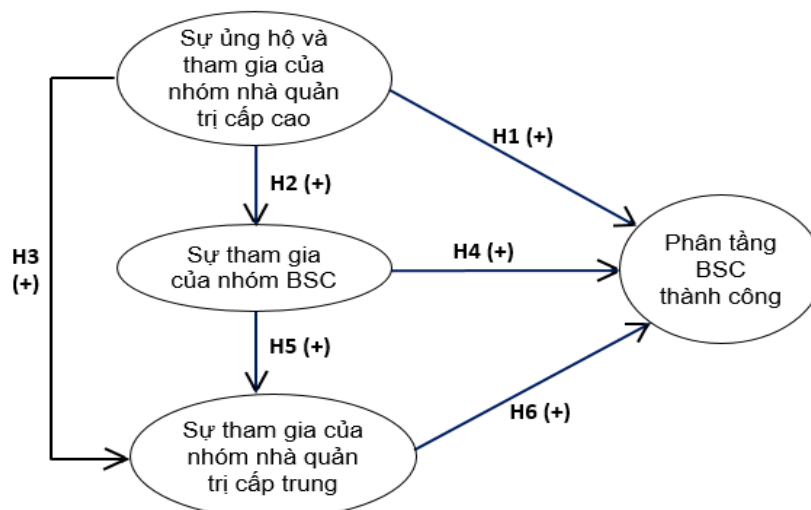 Sự ủng hộ và
tham gia của
nhóm nhà quản
trị cấp cao
H1 (+)
H2 (+)
H3
(+)
Sự tham gia
của nhóm BSC
H4 (+)
Phân tầng
BSC
thành công
H5 (+)
H6 (+)
Sự tham gia của
nhóm nhà quản
trị cấp trung